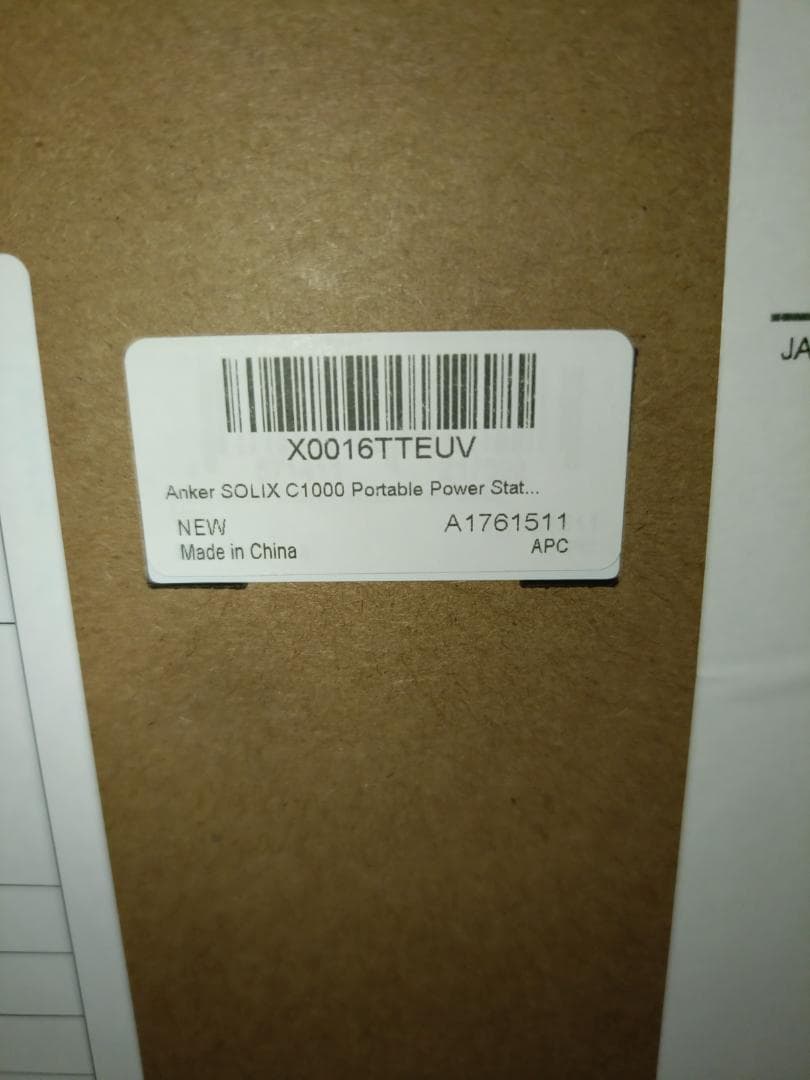 X0016TTEUV
Anker SOLIX C1000 Portable Power Stat...
NEW
A1761511
Made in China
APC
JA